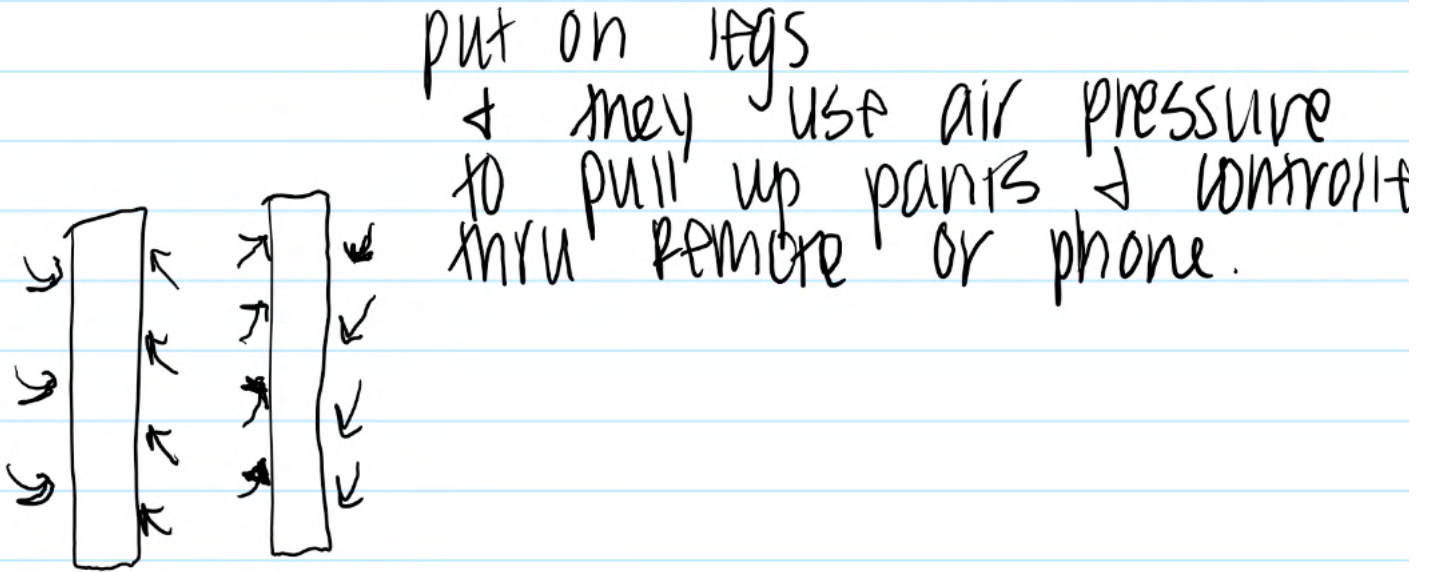 put on legs
& they use air pressure
to pull up pants & controlle
thru remote or phone.